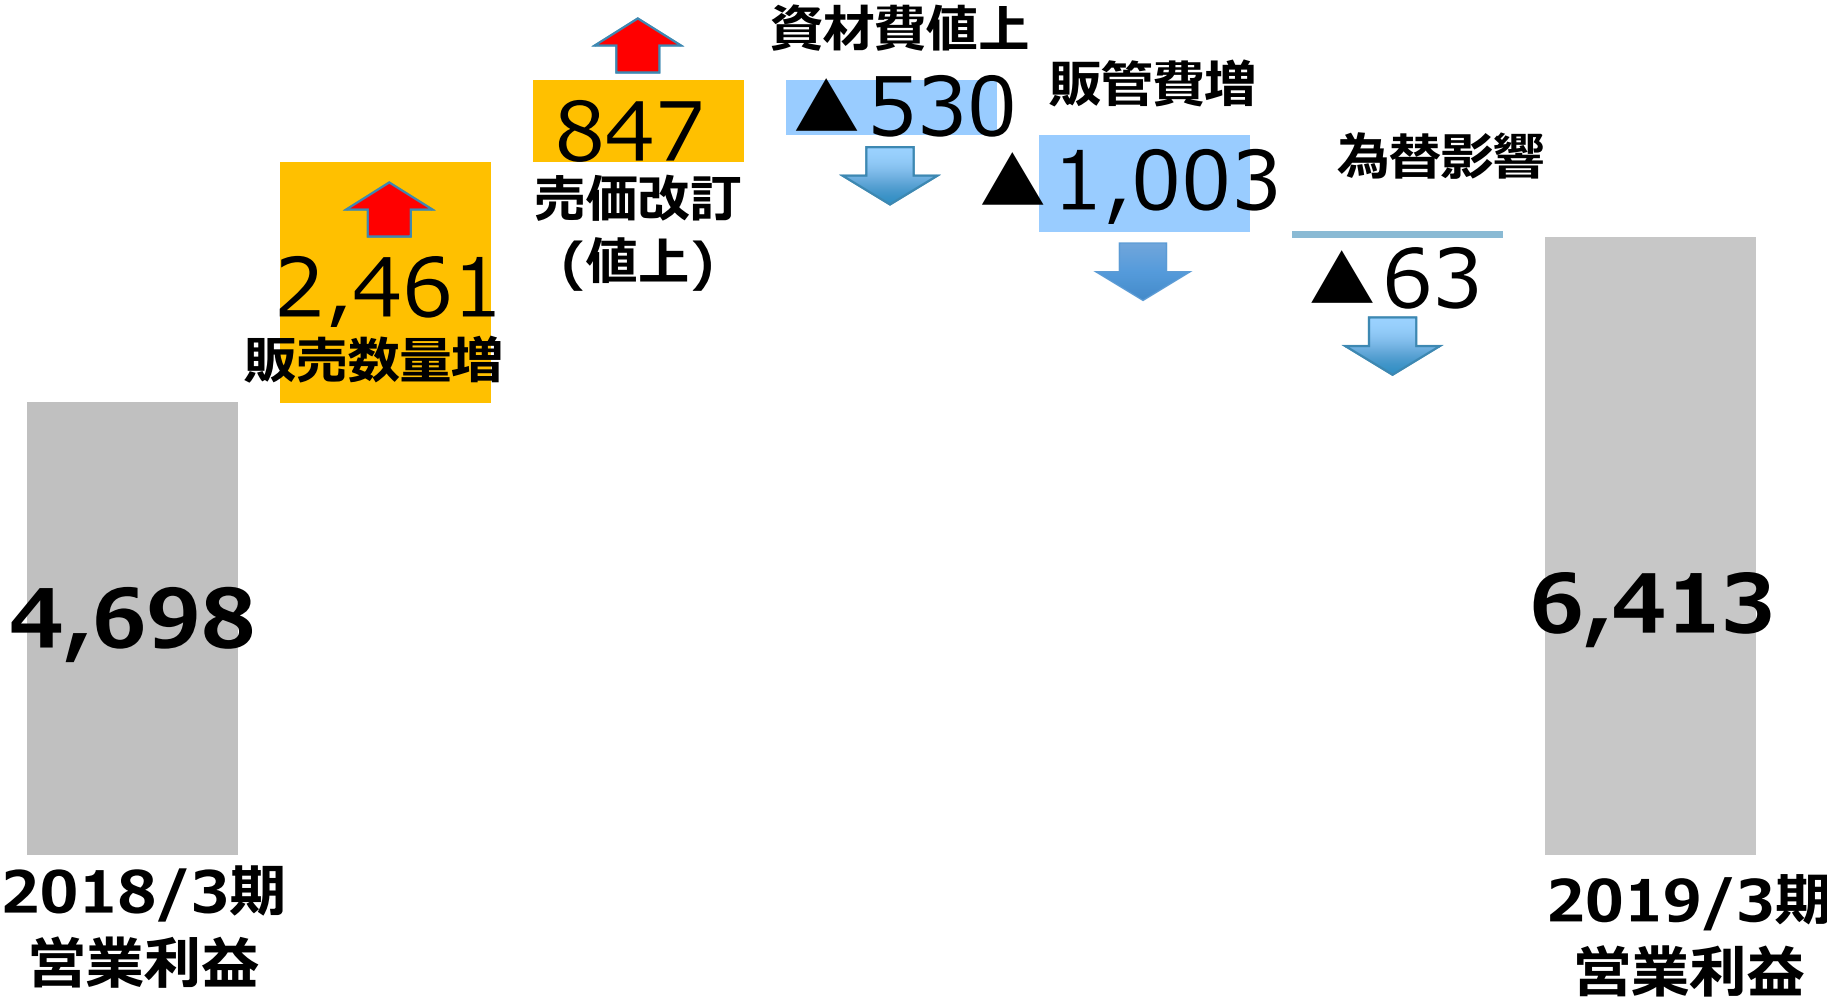 4,698
2018/3期
営業利益
2,461
販売数量増
847
売価改訂
(値上)
資材費値上
▲530
販管費増
▲1,003
為替影響
▲63
6,413
2019/3期
営業利益